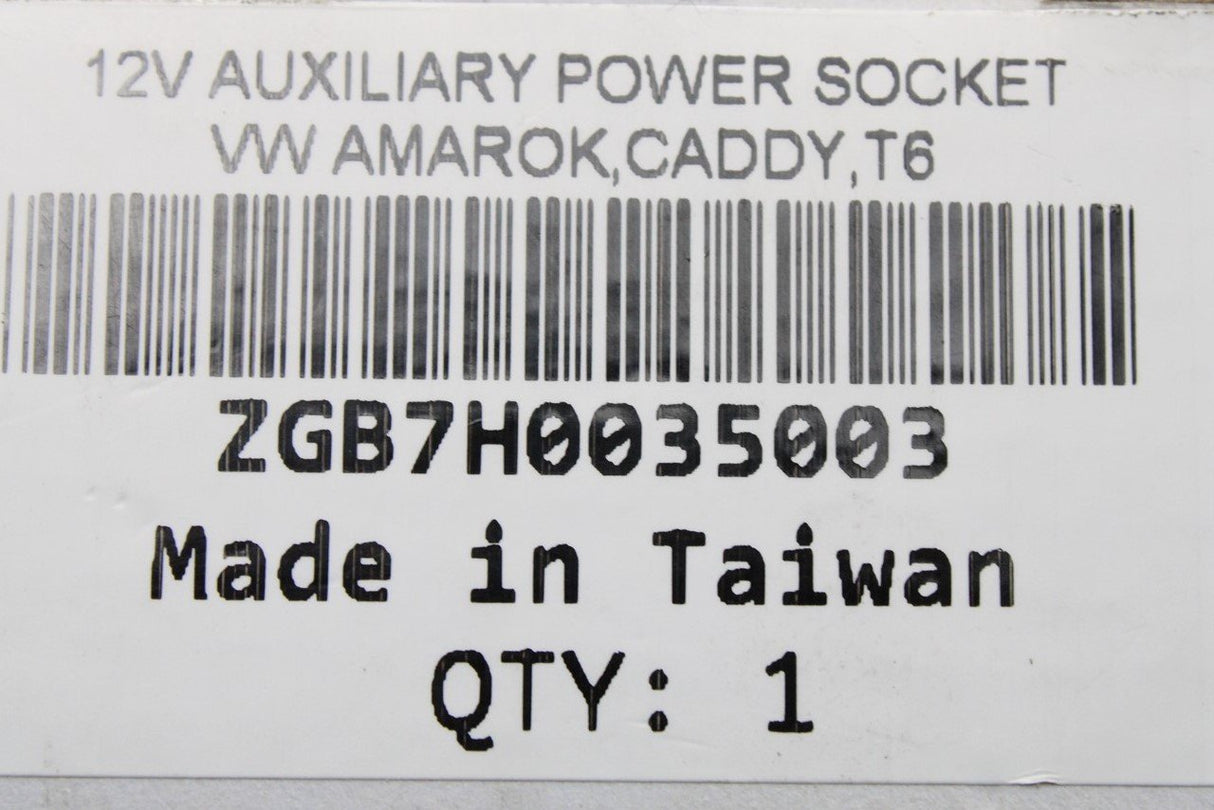 12V AUXILIARY POWER SOCKET
VW AMAROK,CADDY,T6
ZGB7H0035003
Made in Taiwan
QTY: 1